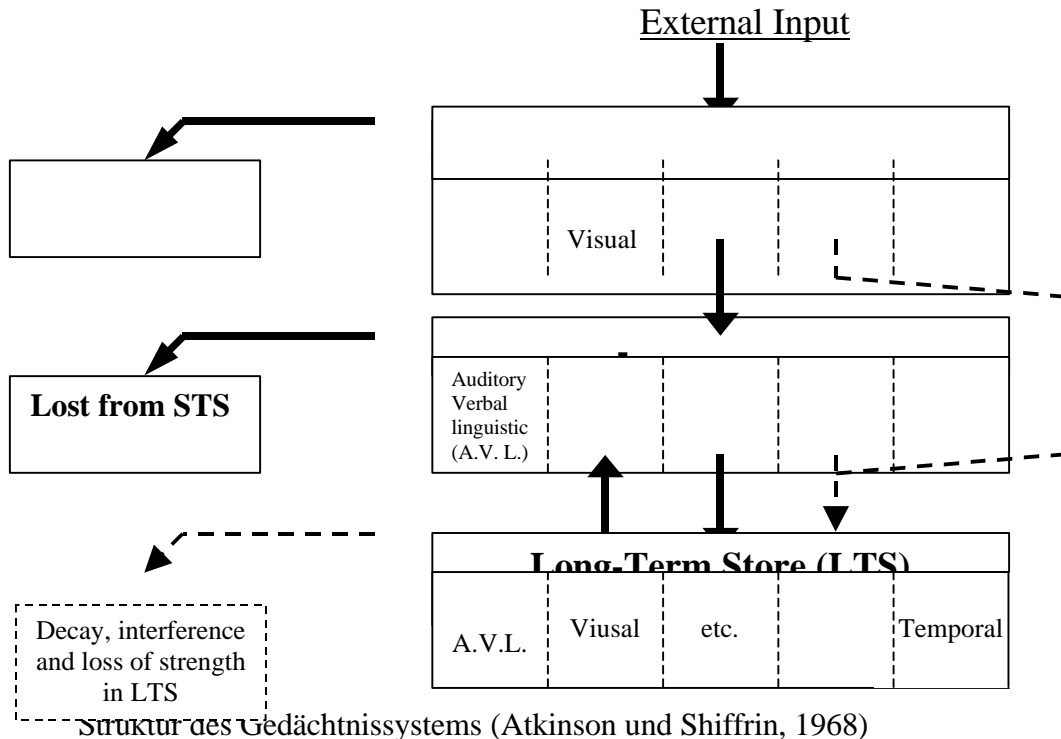 External Input
Visual
Lost from STS
Auditory
Verbal
linguistic
(A.V. L.)
Long-Term Store (LTS)
A.V.L.
Viusal
etc.
Temporal
Decay, interference
and loss of strength
in LTS
Struktur des Gedächtnissystems (Atkinson und Shiffrin, 1968)